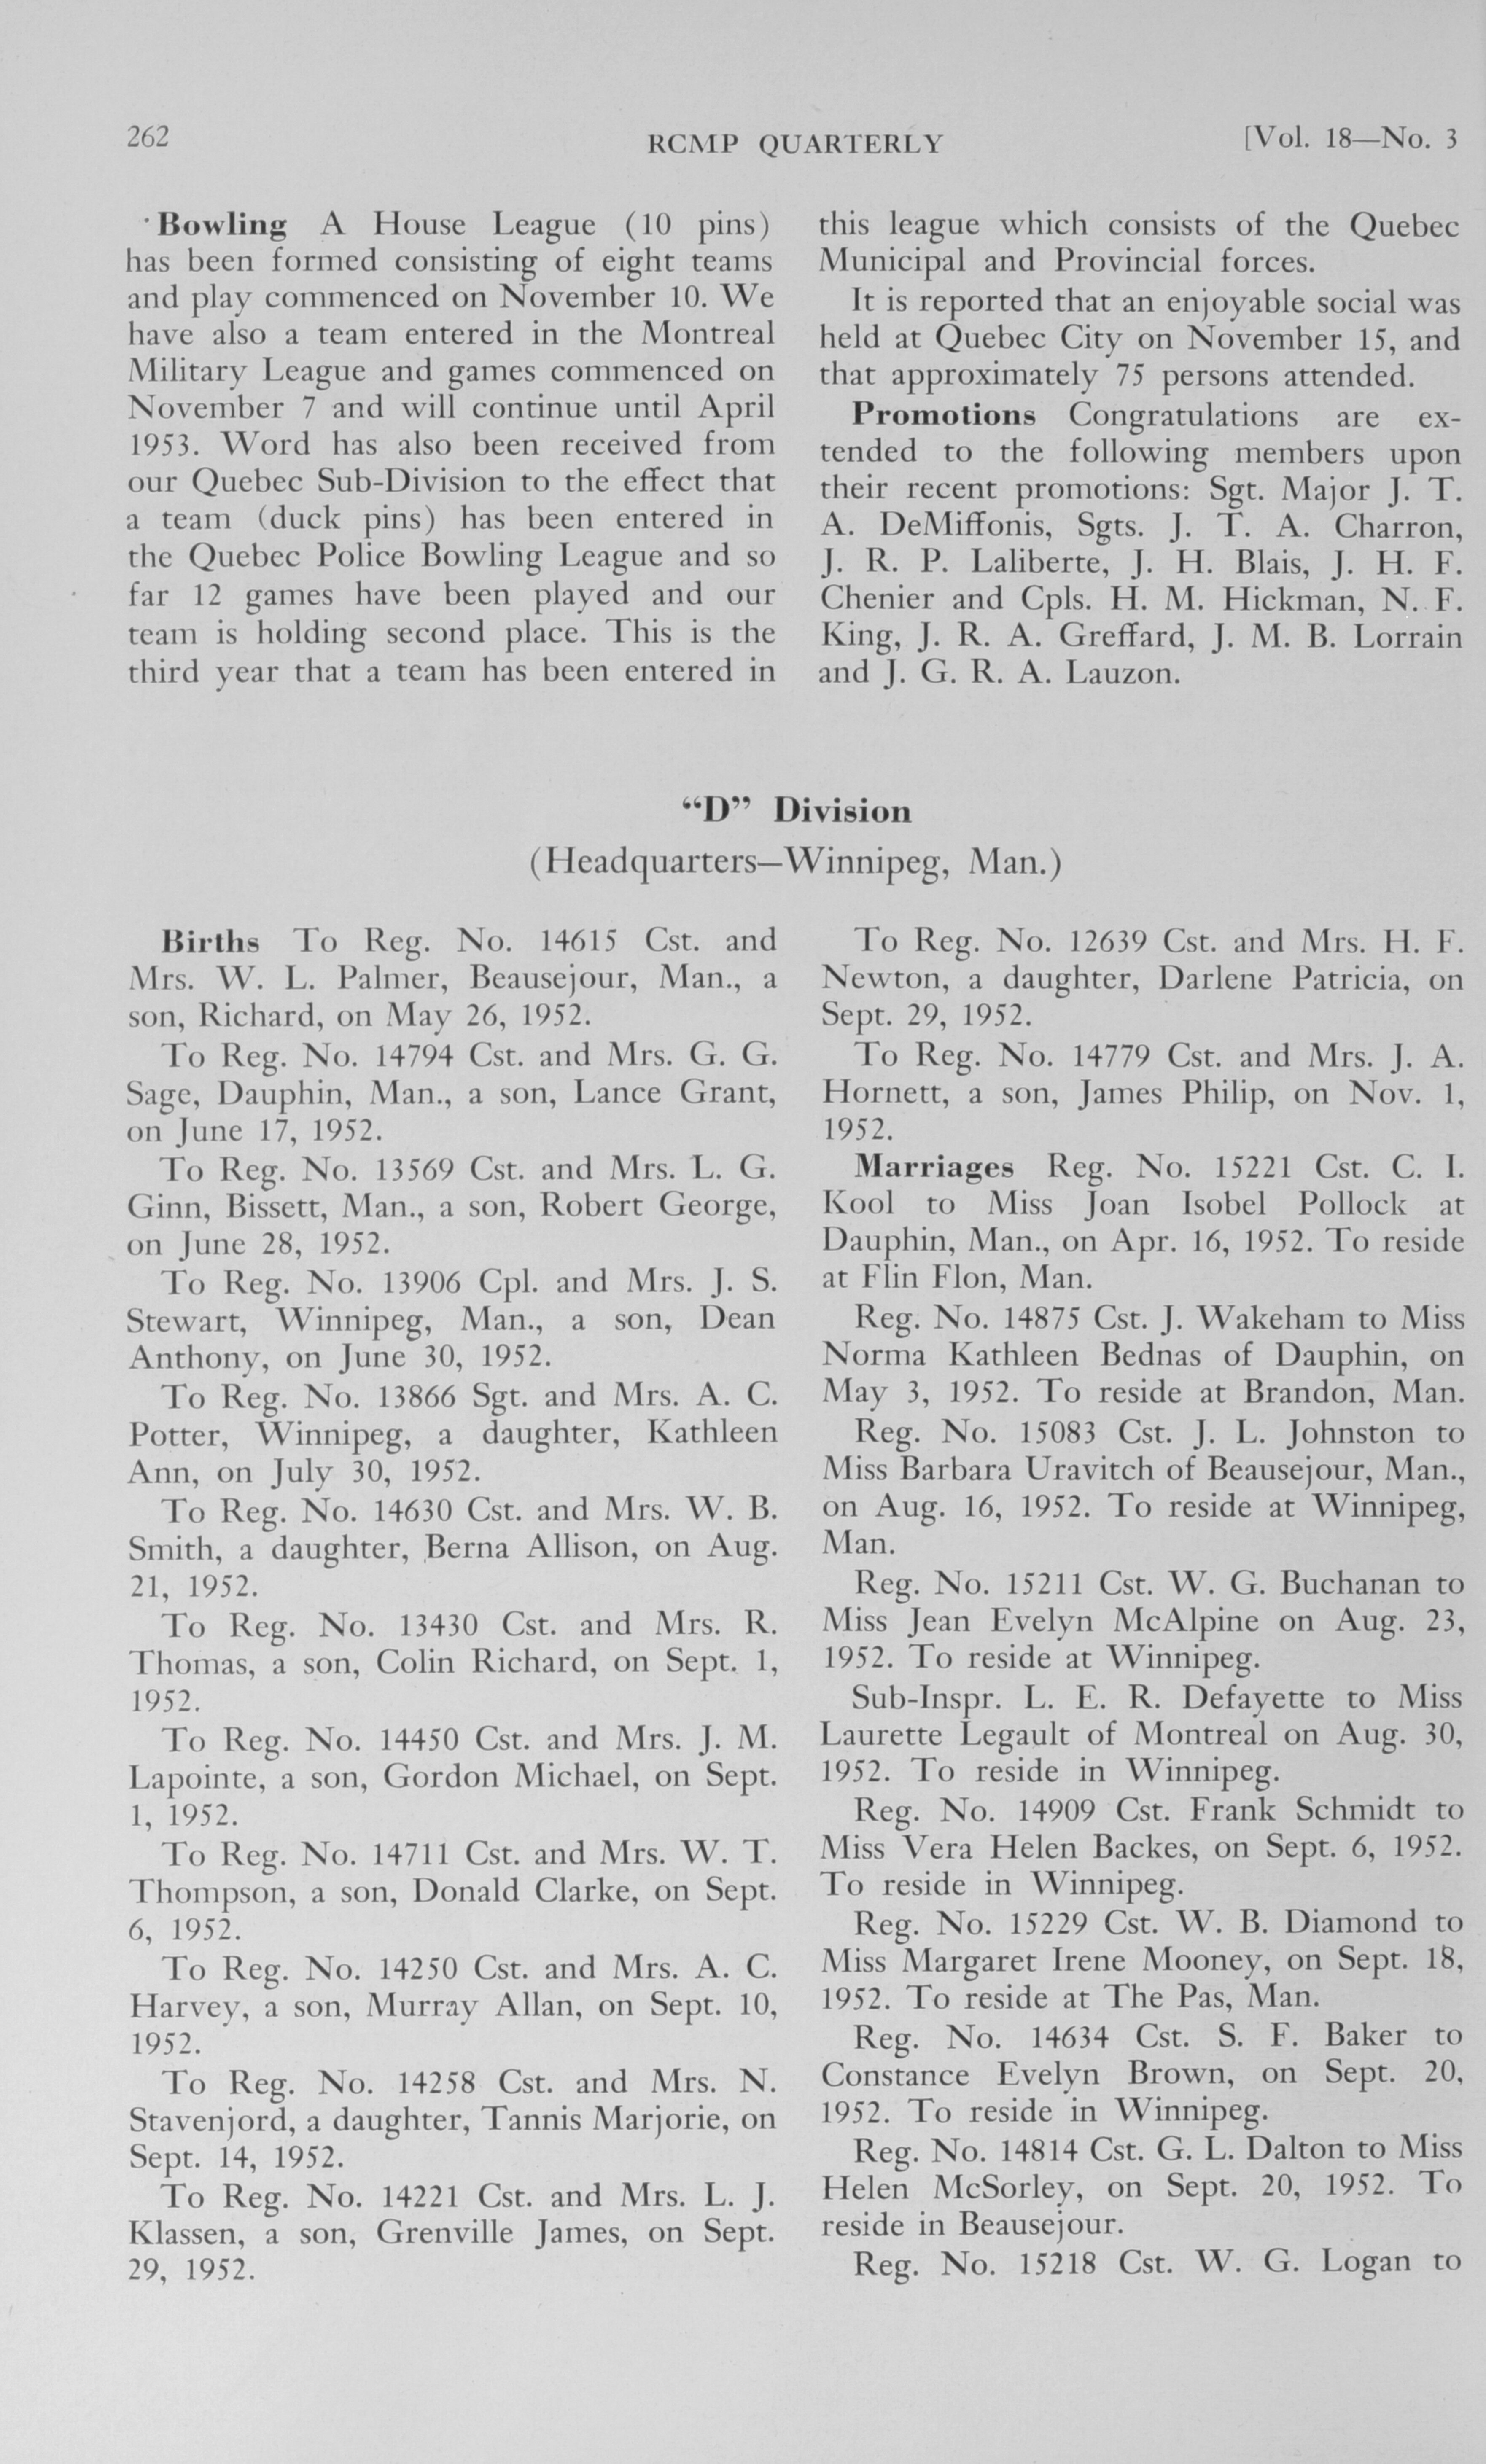 262
RCMP QUARTERLY
[Vol. 18—No. 3
Bowling A House League (10 pins)
has been formed consisting of eight teams
and play commenced on November 10. We
have also a team entered in the Montreal
Military League and games commenced on
November 7 and will continue until April
1953. Word has also been received from
our Quebec Sub-Division to the effect that
a team (duck pins) has been entered in
the Quebec Police Bowling League and so
far 12 games have been played and our
team is holding second place. This is the
third year that a team has been entered in
this league which consists of the Quebec
Municipal and Provincial forces.
It is reported that an enjoyable social was
held at Quebec City on November 15, and
that approximately 75 persons attended.
Promotions Congratulations are ex-
tended to the following members upon
their recent promotions: Sgt. Major J. T.
A. DeMiffonis, Sgts. J. T. A. Charron,
J. R. P. Laliberte, J. H. Blais, J. H. F.
Chenier and Cpls. H. M. Hickman, N. F.
King, J. R. A. Greffard, J. M. B. Lorrain
and J. G. R. A. Lauzon.
“D” Division
(Headquarters—Winnipeg, Man.)
Births To Reg. No. 14615 Cst. and
Mrs. W. L. Palmer, Beausejour, Man., a
son, Richard, on May 26, 1952.
To Reg. No. 14794 Cst. and Mrs. G. G.
Sage, Dauphin, Man., a son, Lance Grant,
on June 17, 1952.
To Reg. No. 13569 Cst. and Mrs. L. G.
Ginn, Bissett, Man., a son, Robert George,
on June 28, 1952.
To Reg. No. 13906 Cpl. and Mrs. J. S.
Stewart, Winnipeg, Man., a son, Dean
Anthony, on June 30, 1952.
To Reg. No. 13866 Sgt. and Mrs. A. C.
Potter, Winnipeg, a daughter, Kathleen
Ann, on July 30, 1952.
To Reg. No. 14630 Cst. and Mrs. W. B.
Smith, a daughter, Berna Allison, on Aug.
21, 1952.
To Reg. No. 13430 Cst. and Mrs. R.
Thomas, a son, Colin Richard, on Sept. 1,
1952.
To Reg. No. 14450 Cst. and Mrs. J. M.
Lapointe, a son, Gordon Michael, on Sept.
1, 1952.
To Reg. No. 14711 Cst. and Mrs. W. T.
Thompson, a son, Donald Clarke, on Sept.
6, 1952.
To Reg. No. 14250 Cst. and Mrs. A. C.
Harvey, a son, Murray Allan, on Sept. 10,
1952.
To Reg. No. 14258 Cst. and Mrs. N.
Stavenjord, a daughter, Tannis Marjorie, on
Sept. 14, 1952.
To Reg. No. 14221 Cst. and Mrs. L. J.
Klassen, a son, Grenville James, on Sept.
29, 1952.
To Reg. No. 12639 Cst. and Mrs. H. F.
Newton, a daughter, Darlene Patricia, on
Sept. 29, 1952.
To Reg. No. 14779 Cst. and Mrs. J. A.
Hornett, a son, James Philip, on Nov. 1,
1952.
Marriages Reg. No. 15221 Cst. C. I.
Kool to Miss Joan Isobel Pollock at
Dauphin, Man., on Apr. 16, 1952. To reside
at Flin Flon, Man.
Reg. No. 14875 Cst. J. Wakeham to Miss
Norma Kathleen Bednas of Dauphin, on
May 3, 1952. To reside at Brandon, Man.
Reg. No. 15083 Cst. J. L. Johnston to
Miss Barbara Uravitch of Beausejour, Man.,
on Aug. 16, 1952. To reside at Winnipeg,
Man.
Reg. No. 15211 Cst. W. G. Buchanan to
Miss Jean Evelyn McAlpine on Aug. 23,
1952. To reside at Winnipeg.
Sub-Inspr. L. E. R. Defayette to Miss
Laurette Legault of Montreal on Aug. 30,
1952. To reside in Winnipeg.
Reg. No. 14909 Cst. Frank Schmidt to
Miss Vera Helen Backes, on Sept. 6, 1952.
To reside in Winnipeg.
Reg. No. 15229 Cst. W. B. Diamond to
Miss Margaret Irene Mooney, on Sept. 18,
1952. To reside at The Pas, Man.
Reg. No. 14634 Cst. S. F. Baker to
Constance Evelyn Brown, on Sept. 20,
1952. To reside in Winnipeg.
Reg. No. 14814 Cst. G. L. Dalton to Miss
Helen McSorley, on Sept. 20, 1952. To
reside in Beausejour.
Reg. No. 15218 Cst. W. G. Logan to